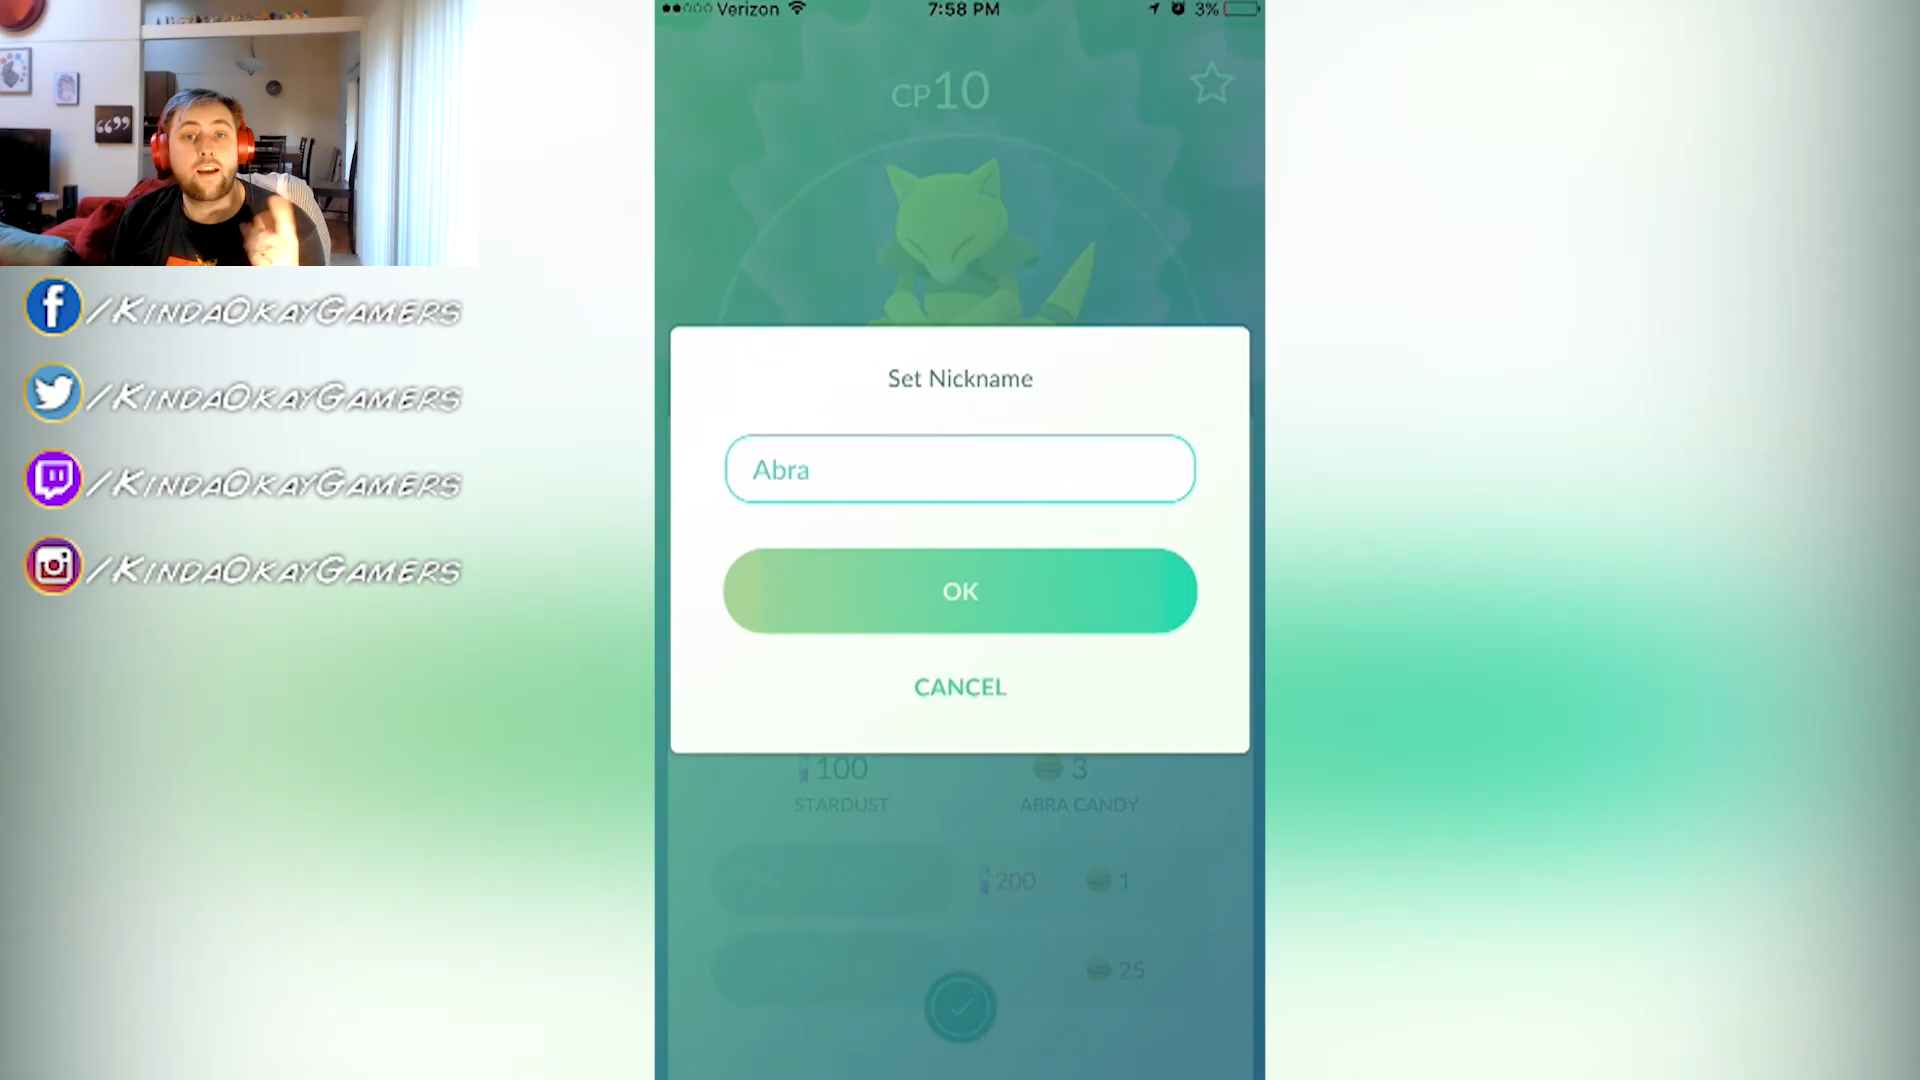 Verizon 7:58 PM 3%
CP10
/KindaOkayGamers
/KindaOkayGamers
/KindaOkayGamers
/KindaOkayGamers
Set Nickname
Abra
OK
CANCEL
100 3
STARDUST ABRA CANDY
200 1
25